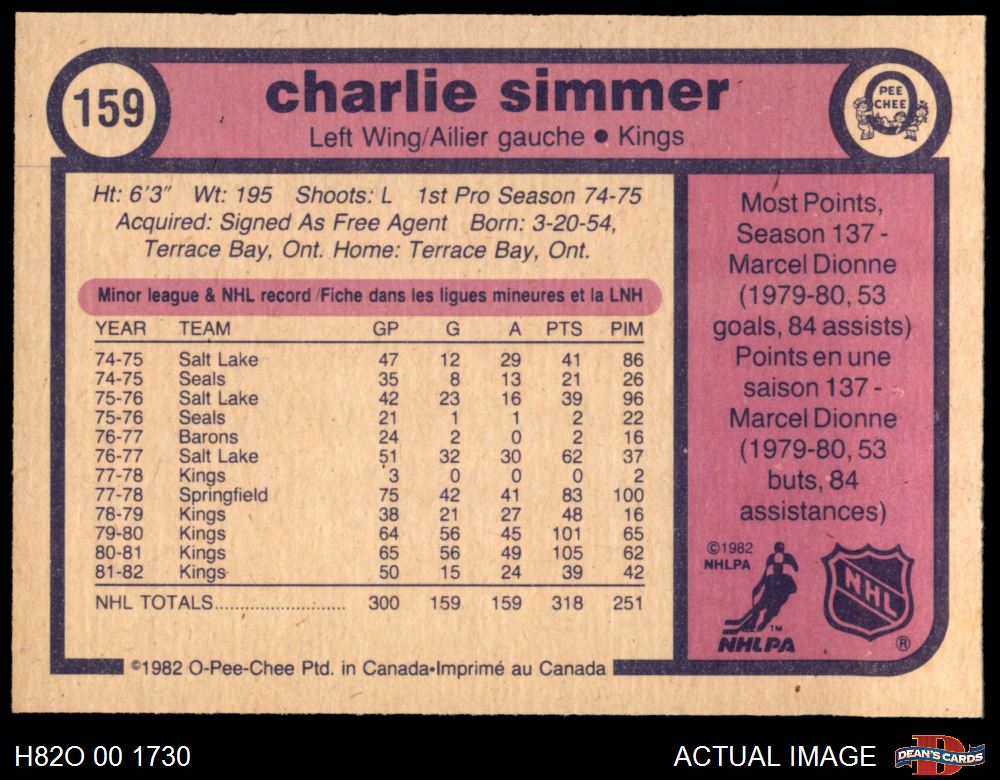 159
charlie simmer
Left Wing/Ailier gauche ● Kings
PEE
CHEE
Ht: 6'3" Wt: 195 Shoots: L 1st Pro Season 74-75
Acquired: Signed As Free Agent Born: 3-20-54,
Terrace Bay, Ont. Home: Terrace Bay, Ont.
Minor league & NHL record/Fiche dans les ligues mineures et la LNH
YEAR TEAM GP G A PTS PIM
74-75 Salt Lake 47 12 29 41 86
74-75 Seals 35 8 13 21 26
75-76 Salt Lake 42 23 16 39 96
75-76 Seals 21 1 1 2 22
76-77 Barons 24 2 0 2 16
76-77 Salt Lake 51 32 30 62 37
77-78 Kings 3 0 0 0 2
77-78 Springfield 75 42 41 83 100
78-79 Kings 38 21 27 48 16
79-80 Kings 64 56 45 101 65
80-81 Kings 65 56 49 105 62
81-82 Kings 50 15 24 39 42
NHL TOTALS........................ 300 159 159 318 251
©1982 O-Pee-Chee Ptd. in Canada•Imprimé au Canada
Most Points,
Season 137 -
Marcel Dionne
(1979-80, 53
goals, 84 assists)
Points en une
saison 137 -
Marcel Dionne
(1979-80, 53
buts, 84
assistances)
©1982
NHLPA
TM
NHLPA
NHL
®
H82O 00 1730
ACTUAL IMAGE
D
DEAN'S CARDS